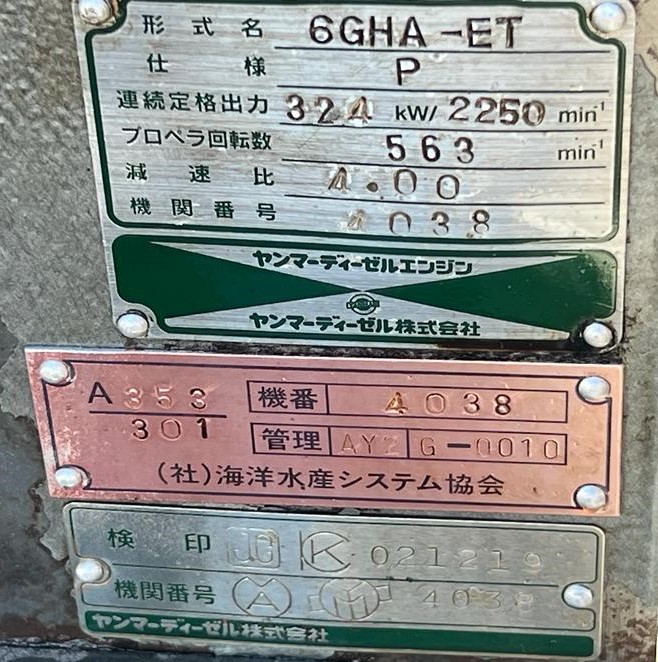 形式名 6GHA-ET
仕様 P
連続定格出力 324 kW/2250 min⁻¹
プロペラ回転数 563 min⁻¹
減速比 4.00
機関番号 4038
ヤンマーディーゼルエンジン
ヤンマーディーゼル株式会社
A 353 機番 4038
301 管理 AY2 G-0010
(社)海洋水産システム協会
検印 JG K 021219
機関番号 A M 4038
ヤンマーディーゼル株式会社